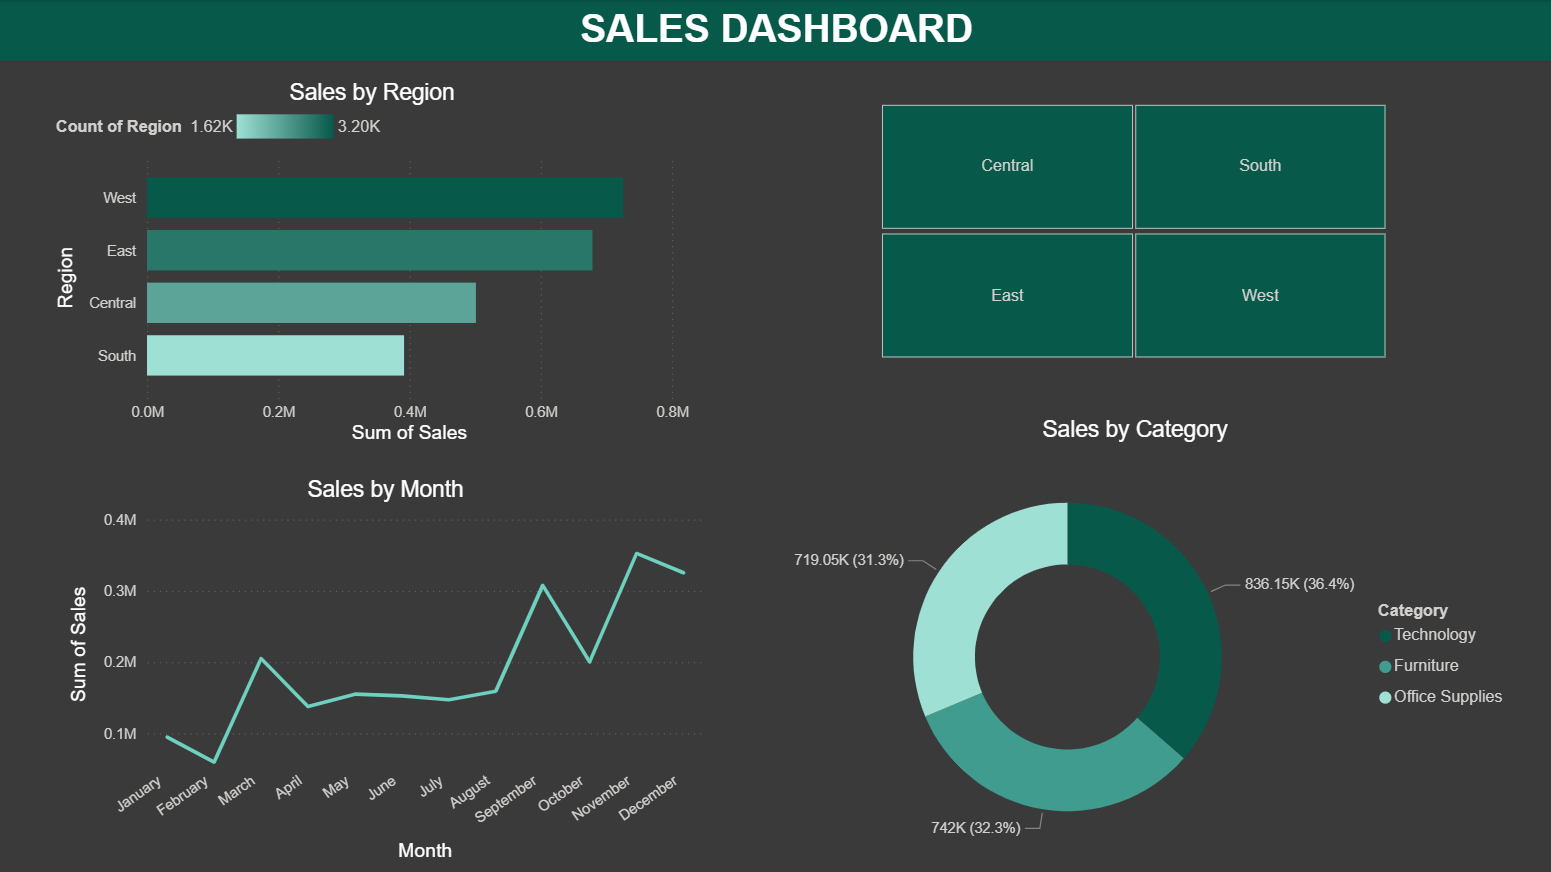 SALES DASHBOARD
Sales by Region
Count of Region 1.62K 3.20K
Region
West
East
Central
South
0.0M 0.2M 0.4M 0.6M 0.8M
Sum of Sales
Central South
East West
Sales by Month
Sum of Sales
0.4M
0.3M
0.2M
0.1M
January February March April May June July August September October November December
Month
Sales by Category
719.05K (31.3%)
836.15K (36.4%)
742K (32.3%)
Category
Technology
Furniture
Office Supplies